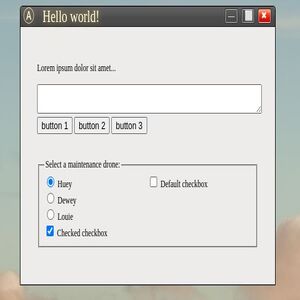 Hello world!
Lorem ipsum dolor sit amet...
button 1 button 2 button 3
Select a maintenance drone:
Huey
Default checkbox
Dewey
Louie
Checked checkbox